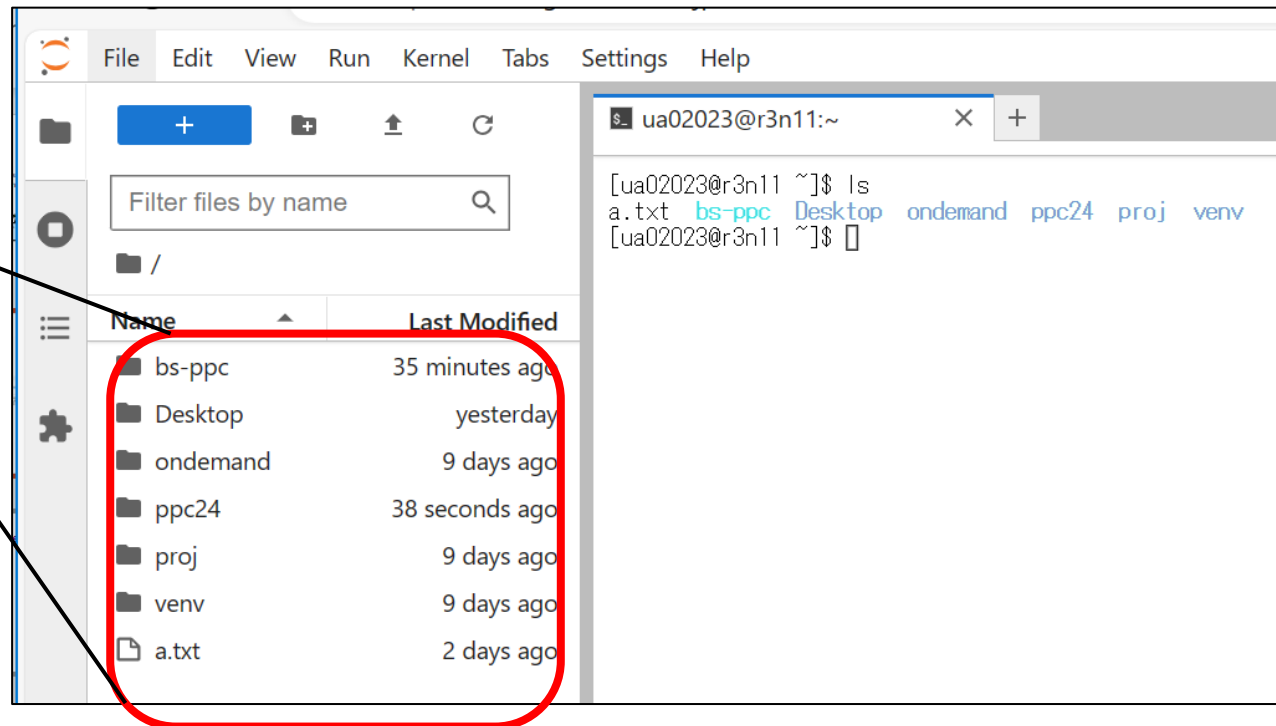 File Edit View Run Kernel Tabs Settings Help
+
Filter files by name
/
Name Last Modified
bs-ppc 35 minutes ago
Desktop yesterday
ondemand 9 days ago
ppc24 38 seconds ago
proj 9 days ago
venv 9 days ago
a.txt 2 days ago
$_ ua02023@r3n11:~ × +
[ua02023@r3n11 ~]$ ls
a.txt bs-ppc Desktop ondemand ppc24 proj venv
[ua02023@r3n11 ~]$